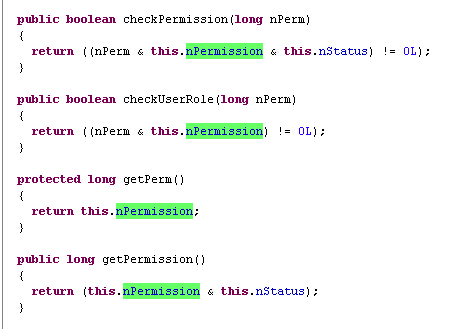 public boolean checkPermission(long nPerm)
{
return ((nPerm & this.nPermission & this.nStatus) != 0L);
}
public boolean checkUserRole(long nPerm)
{
return ((nPerm & this.nPermission) != 0L);
}
protected long getPerm()
{
return this.nPermission;
}
public long getPermission()
{
return (this.nPermission & this.nStatus);
}